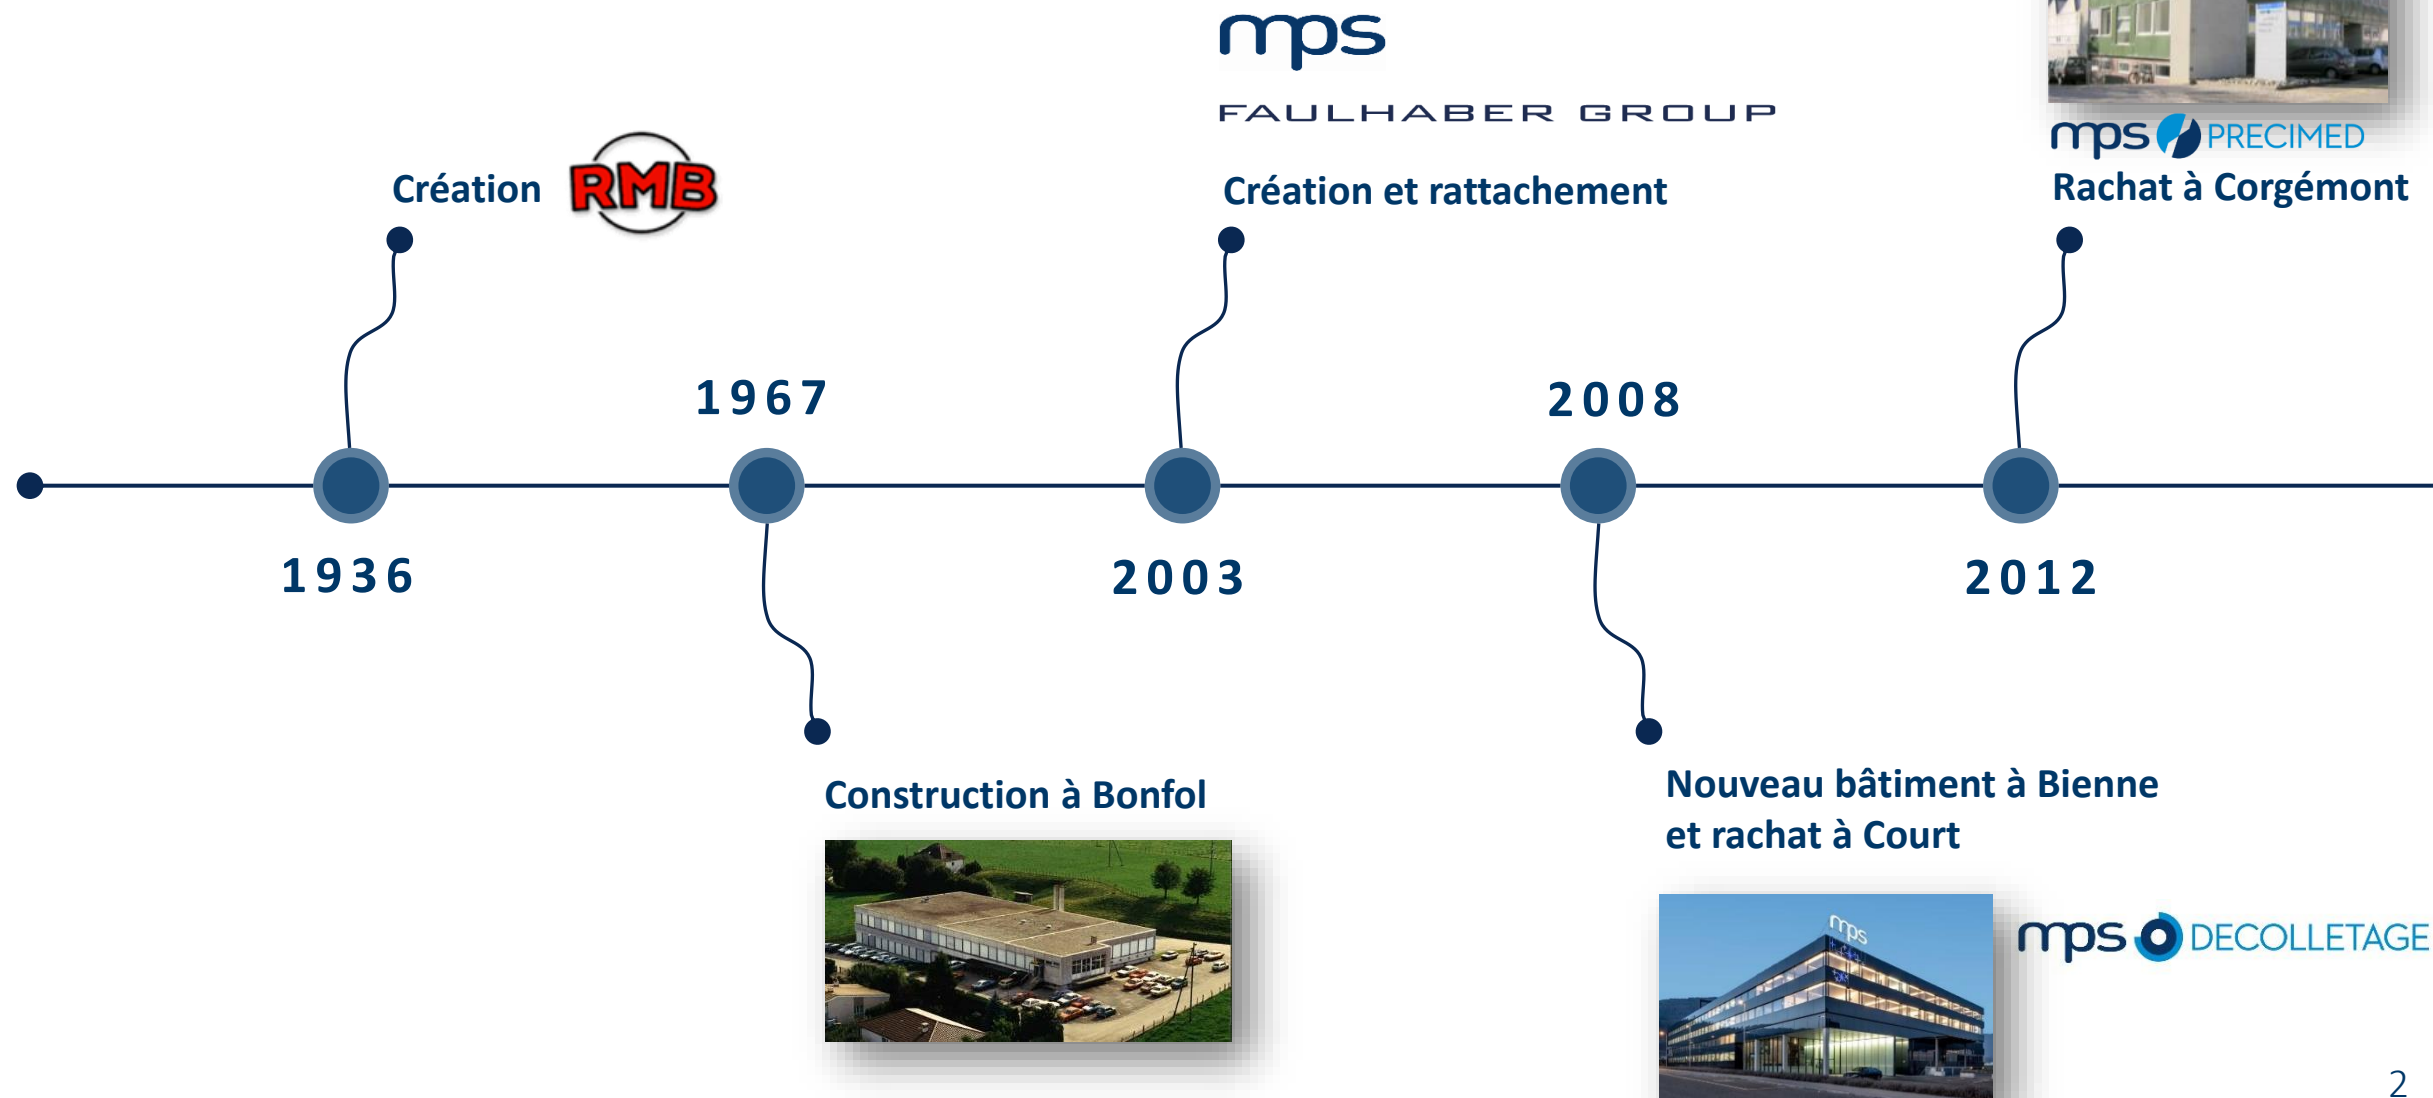 mps
FAULHABER GROUP
mps PRECIMED
Création RMB
Création et rattachement
Rachat à Corgémont
1967
2008
1936
2003
2012
Construction à Bonfol
Nouveau bâtiment à Bienne
et rachat à Court
mps
mps DECOLLETAGE
2